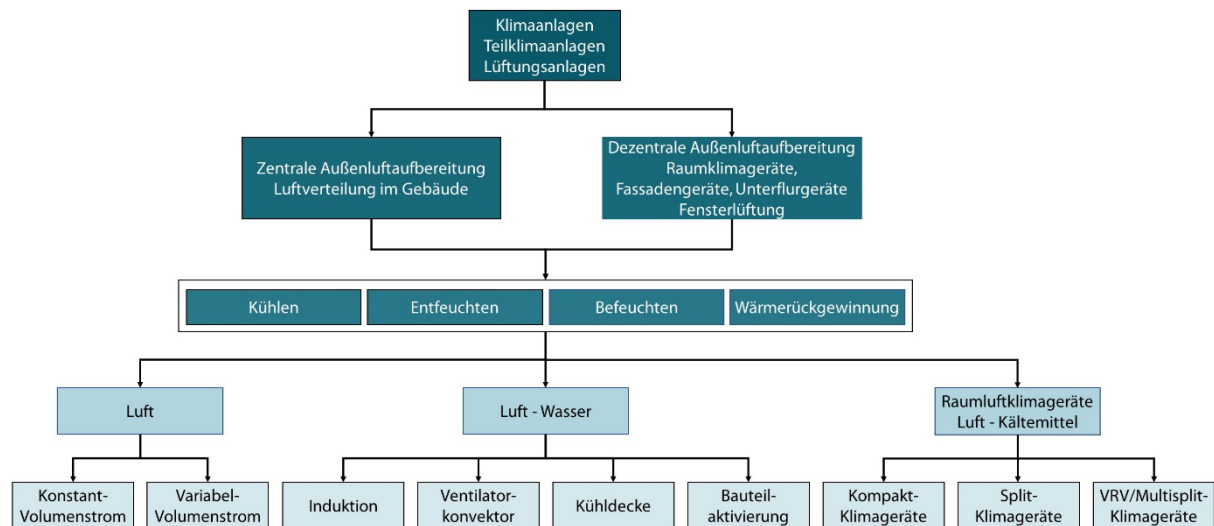 Klimaanlagen
Teilklimaanlagen
Lüftungsanlagen
Zentrale Außenluftaufbereitung
Luftverteilung im Gebäude
Dezentrale Außenluftaufbereitung
Raumklimageräte,
Fassadengeräte, Unterflurgeräte
Fensterlüftung
Kühlen
Entfeuchten
Befeuchten
Wärmerückgewinnung
Luft
Luft - Wasser
Raumluftklimageräte
Luft - Kältemittel
Konstant-
Volumenstrom
Variabel-
Volumenstrom
Induktion
Ventilator-
konvektor
Kühldecke
Bauteil-
aktivierung
Kompakt-
Klimageräte
Split-
Klimageräte
VRV/Multisplit-
Klimageräte